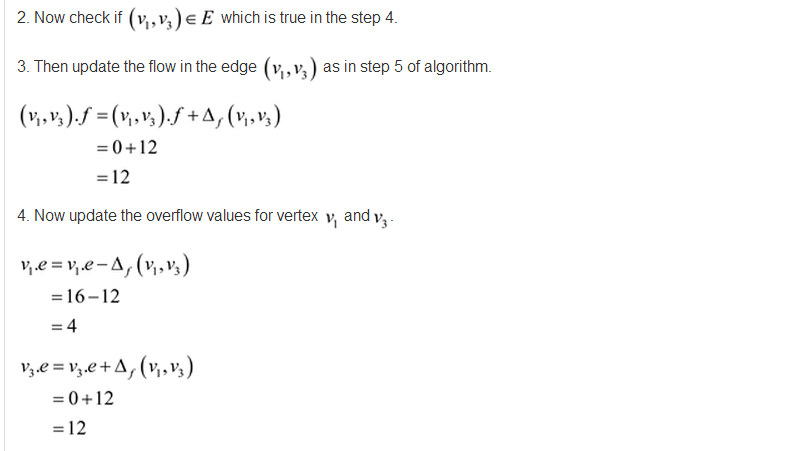 2. Now check if (v₁,v₃)∈ E which is true in the step 4.
3. Then update the flow in the edge (v₁,v₃) as in step 5 of algorithm.
(v₁,v₃).f =(v₁,v₃).f +Δ_f (v₁,v₃)
=0+12
=12
4. Now update the overflow values for vertex v₁ and v₃.
v₁.e = v₁.e−Δ_f (v₁,v₃)
=16−12
=4
v₃.e = v₃.e+Δ_f (v₁,v₃)
=0+12
=12